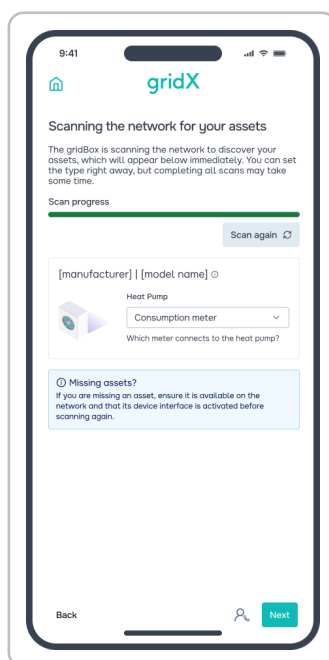 9:41
gridX
Scanning the network for your assets
The gridBox is scanning the network to discover your
assets, which will appear below immediately. You can set
the type right away, but completing all scans may take
some time.
Scan progress
Scan again
[manufacturer] | [model name]
Heat Pump
Consumption meter
Which meter connects to the heat pump?
Missing assets?
If you are missing an asset, ensure it is available on the
network and that its device interface is activated before
scanning again.
Back
Next